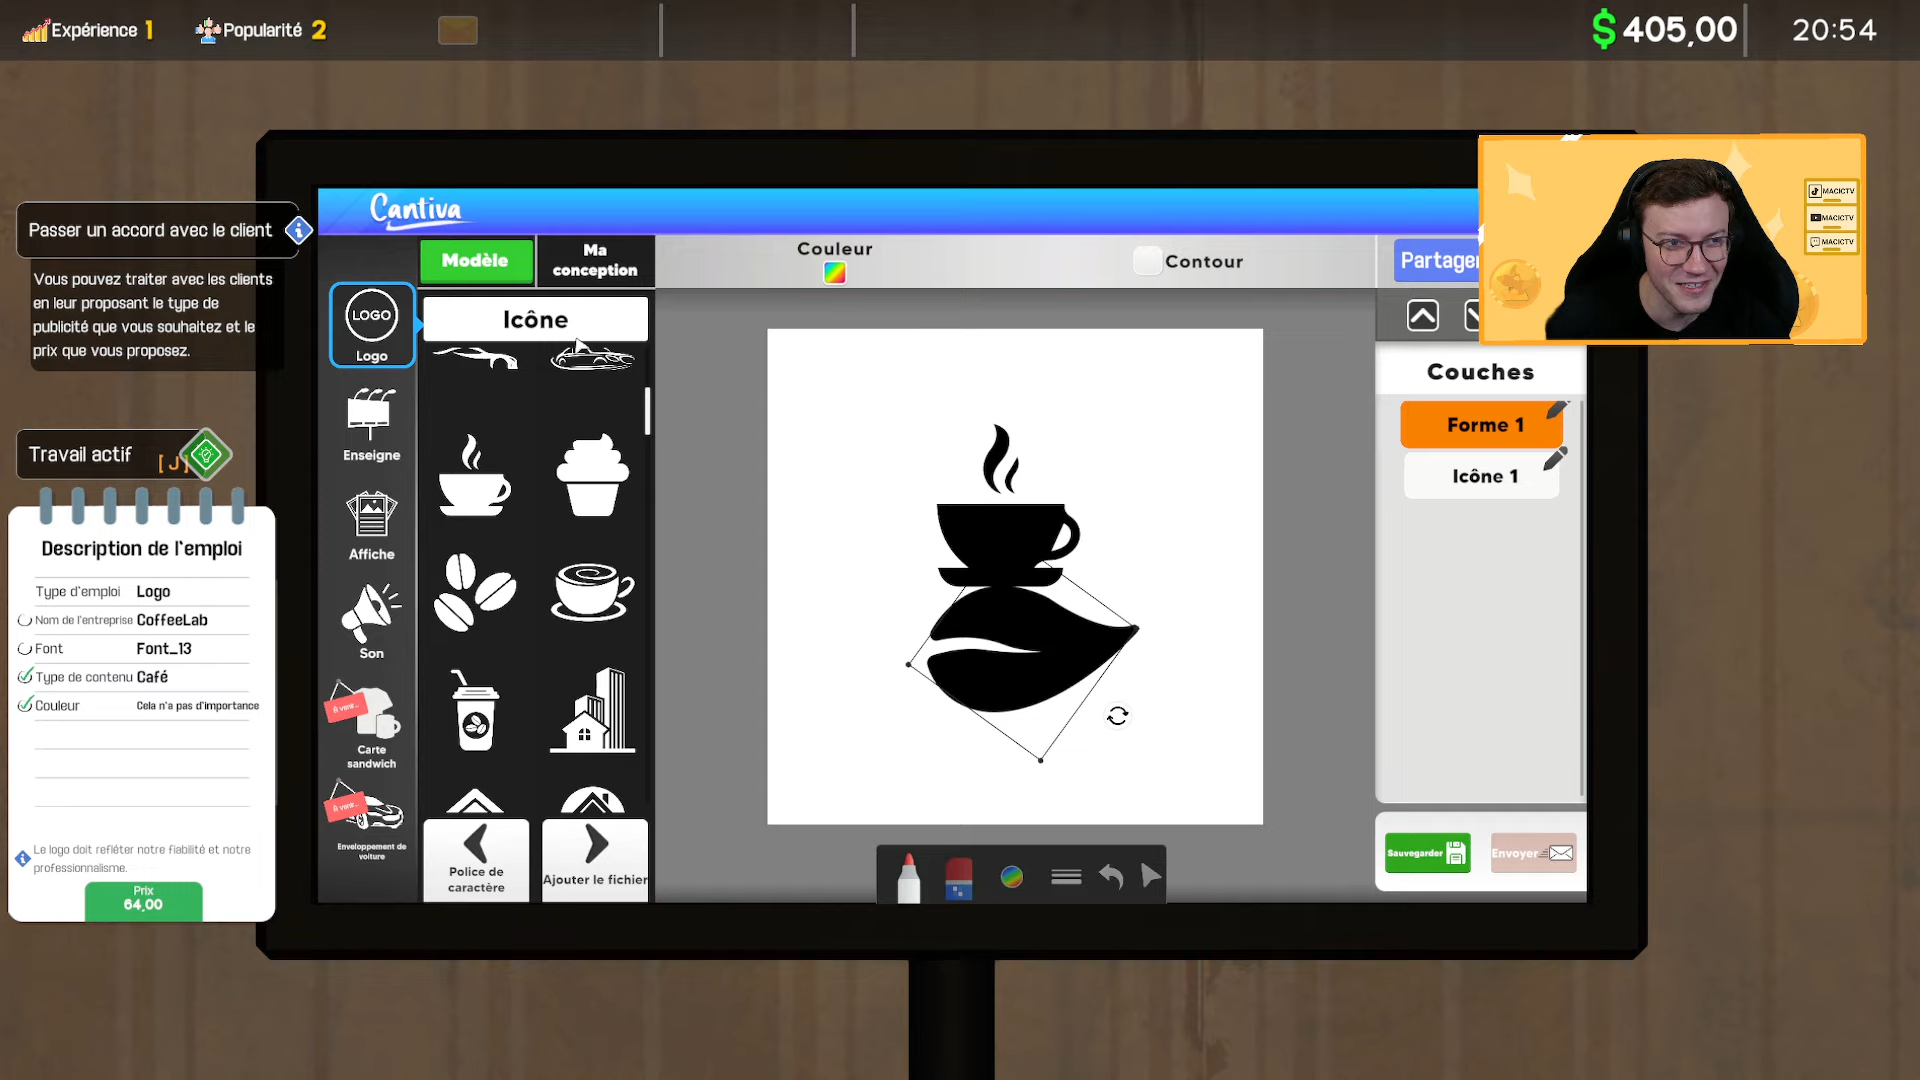 Expérience 1
Popularité 2
$ 405,00
20:54
Passer un accord avec le client
Vous pouvez traiter avec les clients
en leur proposant le type de
publicité que vous souhaitez et le
prix que vous proposez.
Travail actif
[ J ]
Description de l'emploi
Type d'emploi Logo
Nom de l'entreprise CoffeeLab
Font Font_13
Type de contenu Café
Couleur Cela n'a pas d'importance
Le logo doit refléter notre fiabilité et notre
professionnalisme.
Prix
64,00
Cantiva
Modèle
Ma
conception
Couleur
Contour
Partager
LOGO
Logo
Enseigne
Affiche
Son
À venir...
Carte
sandwich
À venir...
Enveloppement de
voiture
Icône
Police de
caractère
Ajouter le fichier
Couches
Forme 1
Icône 1
Sauvegarder
Envoyer
MACICTV
MACICTV
MACICTV